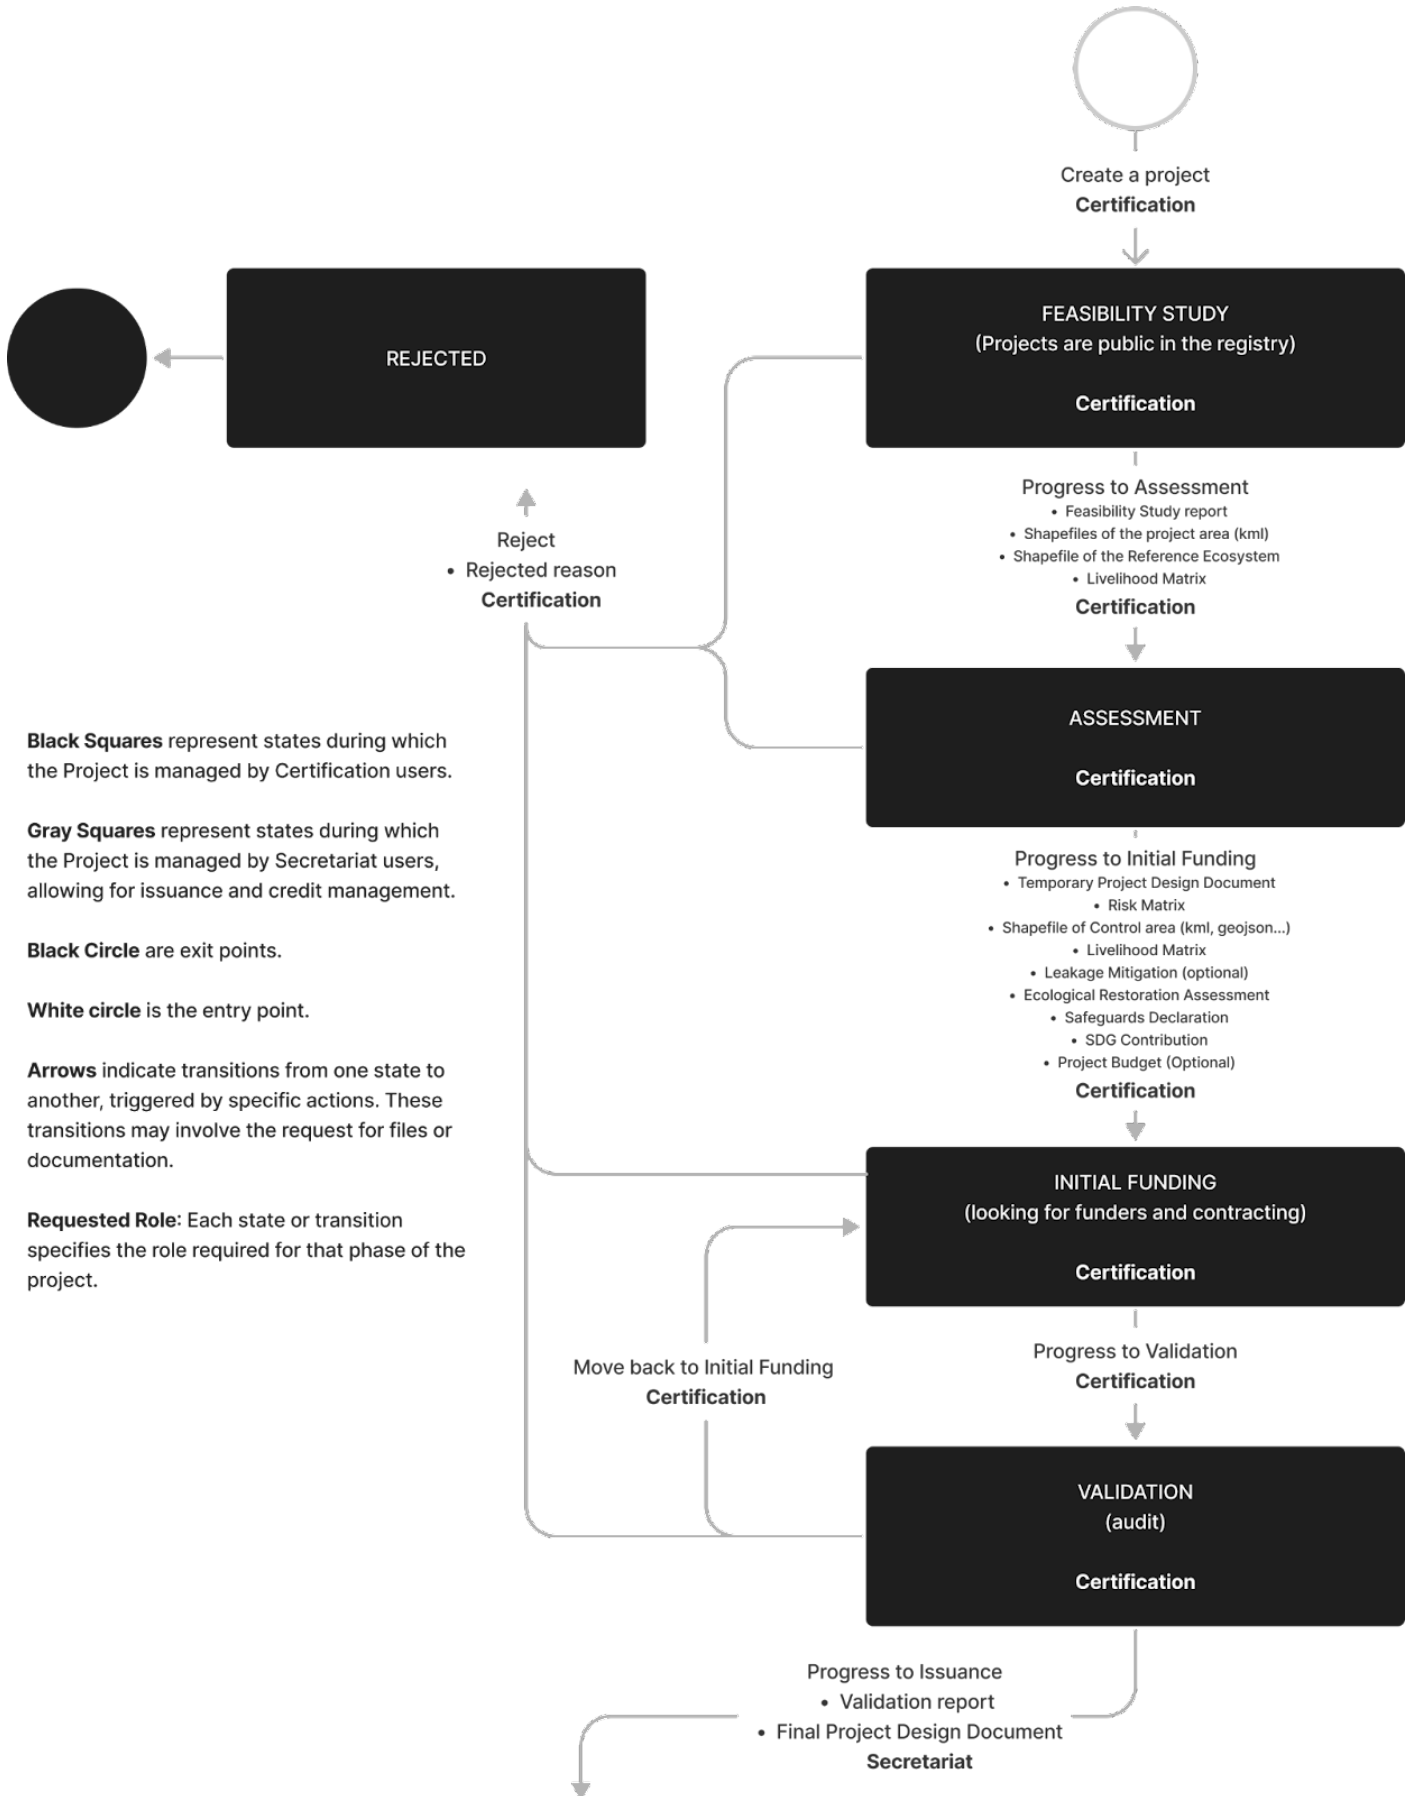 Create a project
Certification
REJECTED
FEASIBILITY STUDY
(Projects are public in the registry)
Certification
Progress to Assessment
• Feasibility Study report
• Shapefiles of the project area (kml)
• Shapefile of the Reference Ecosystem
• Livelihood Matrix
Certification
Reject
• Rejected reason
Certification
ASSESSMENT
Certification
Black Squares represent states during which
the Project is managed by Certification users.
Gray Squares represent states during which
the Project is managed by Secretariat users,
allowing for issuance and credit management.
Black Circle are exit points.
White circle is the entry point.
Arrows indicate transitions from one state to
another, triggered by specific actions. These
transitions may involve the request for files or
documentation.
Requested Role: Each state or transition
specifies the role required for that phase of the
project.
Progress to Initial Funding
• Temporary Project Design Document
• Risk Matrix
• Shapefile of Control area (kml, geojson...)
• Livelihood Matrix
• Leakage Mitigation (optional)
• Ecological Restoration Assessment
• Safeguards Declaration
• SDG Contribution
• Project Budget (Optional)
Certification
INITIAL FUNDING
(looking for funders and contracting)
Certification
Move back to Initial Funding
Certification
Progress to Validation
Certification
VALIDATION
(audit)
Certification
Progress to Issuance
• Validation report
• Final Project Design Document
Secretariat